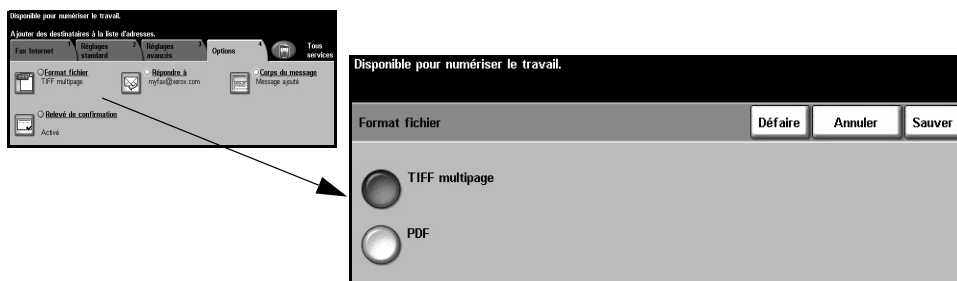 Disponible pour numériser le travail.
Ajouter des destinataires à la liste d'adresses.
Fax Internet 1
Réglages standard 2
Réglages avancés 3
Options 4
Tous services
Format fichier
TIFF multipage
Répondre à
myfax@xerox.com
Corps du message
Message ajouté
Relevé de confirmation
Activé
Disponible pour numériser le travail.
Format fichier
Défaire
Annuler
Sauver
TIFF multipage
PDF